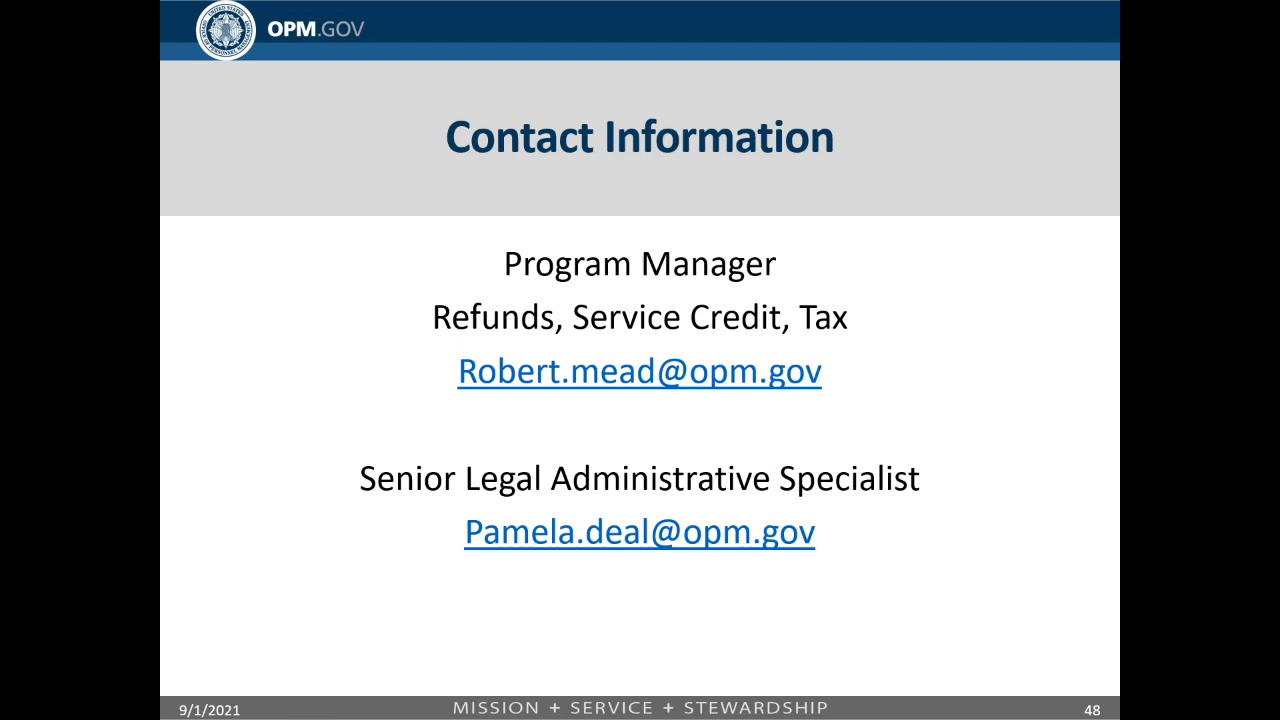 OPM.GOV
Contact Information
Program Manager
Refunds, Service Credit, Tax
Robert.mead@opm.gov
Senior Legal Administrative Specialist
Pamela.deal@opm.gov
9/1/2021
MISSION + SERVICE + STEWARDSHIP
48